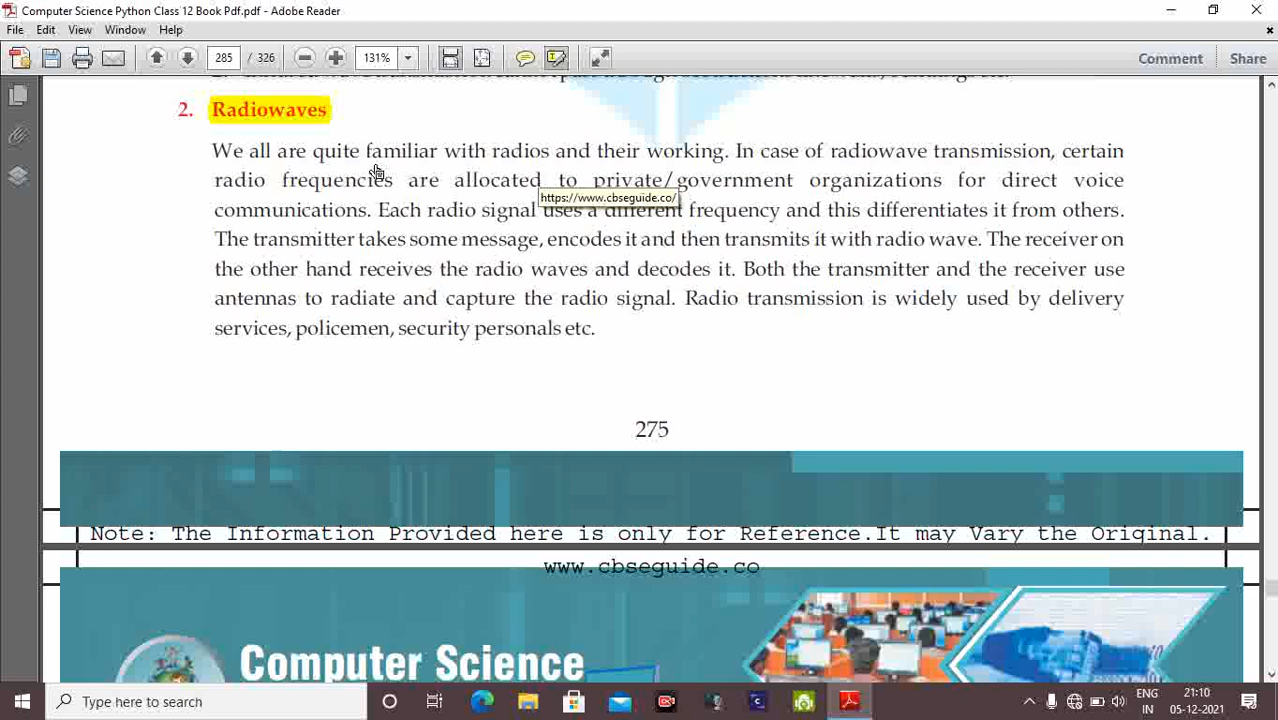 Computer Science Python Class 12 Book Pdf.pdf - Adobe Reader
File Edit View Window Help
285 / 326 131% Comment Share
2. Radiowaves
We all are quite familiar with radios and their working. In case of radiowave transmission, certain
radio frequencies are allocated to private/government organizations for direct voice
https://www.cbseguide.co/
communications. Each radio signal uses a different frequency and this differentiates it from others.
The transmitter takes some message, encodes it and then transmits it with radio wave. The receiver on
the other hand receives the radio waves and decodes it. Both the transmitter and the receiver use
antennas to radiate and capture the radio signal. Radio transmission is widely used by delivery
services, policemen, security personals etc.
275
Note: The Information Provided here is only for Reference.It may Vary the Original.
www.cbseguide.co
Computer Science
Type here to search
ENG 21:10
IN 05-12-2021